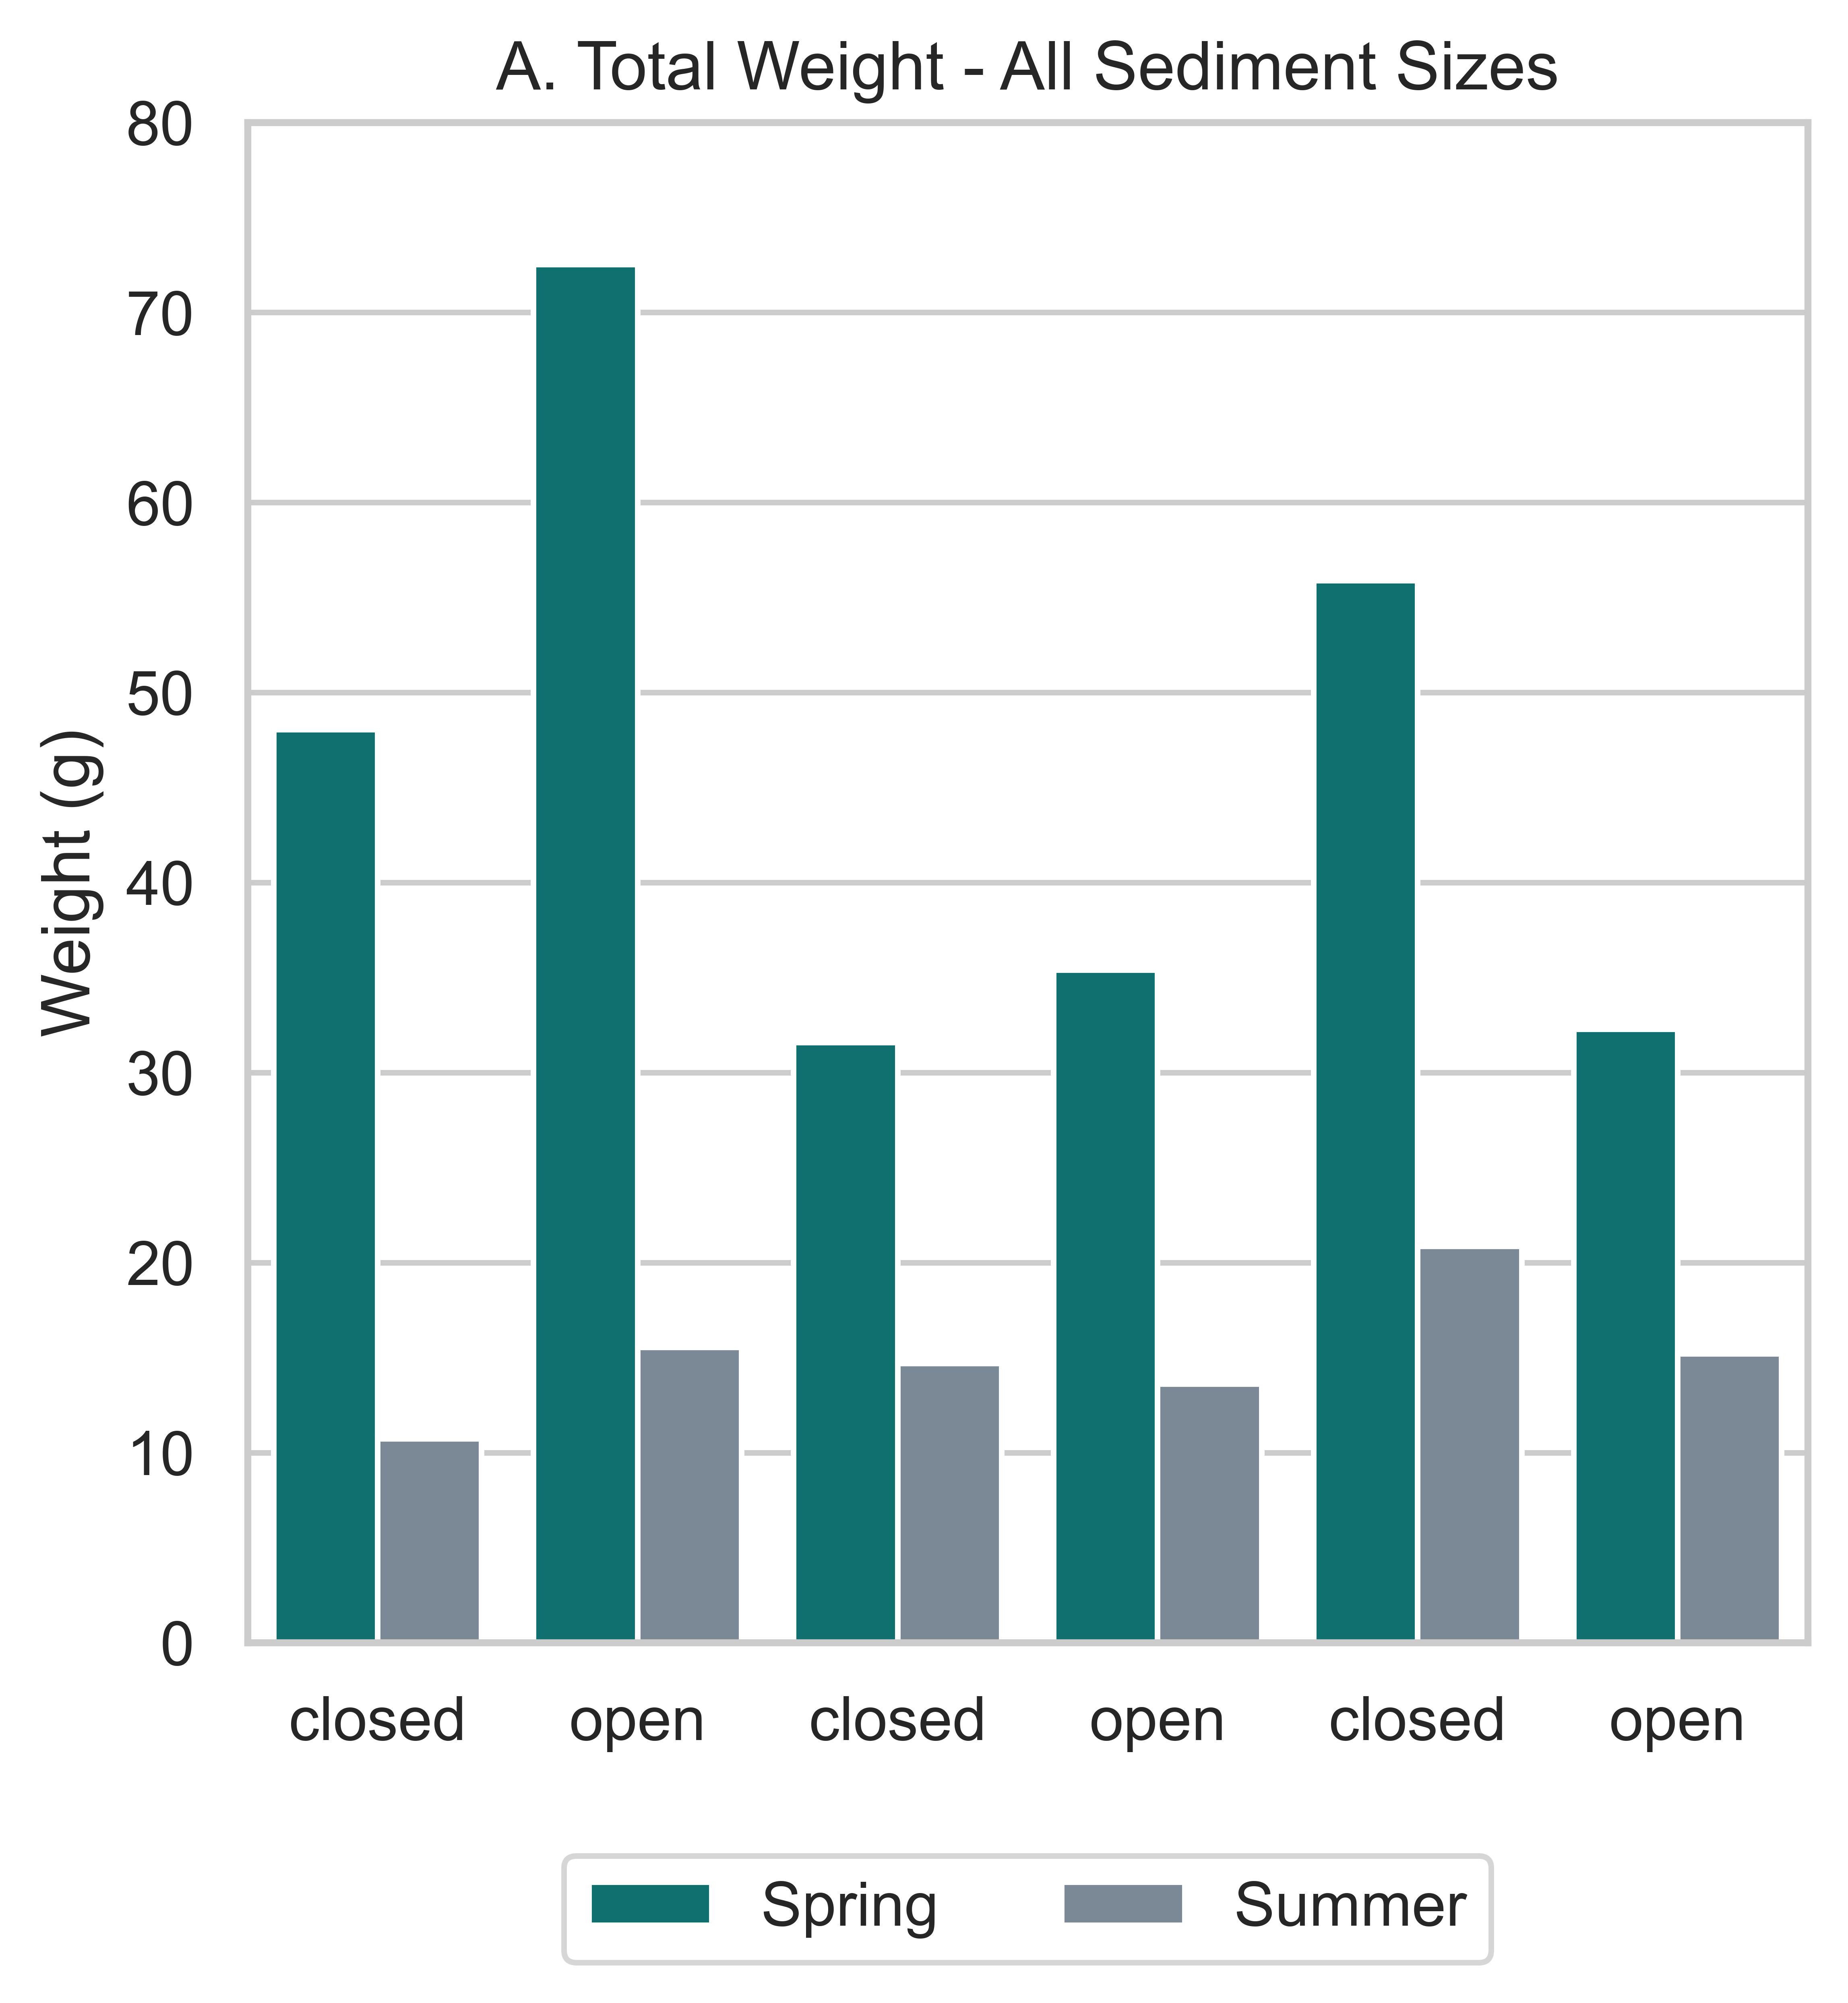 A. Total Weight - All Sediment Sizes
80
70
60
50
40
30
20
10
0
Weight (g)
closed open closed open closed open
Spring Summer